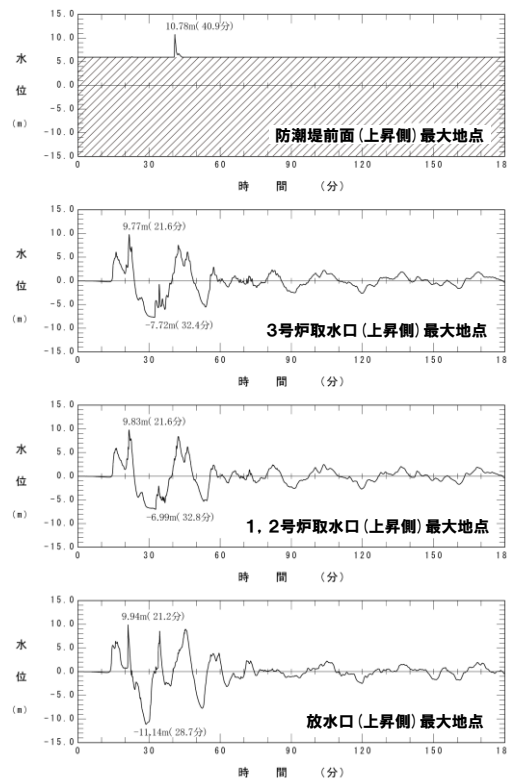 15.0
10.0
5.0
0.0
-5.0
-10.0
-15.0
水
位
(m)
10.78m( 40.9分)
防潮堤前面(上昇側)最大地点
0 30 60 90 120 150 18
時 間 (分)
15.0
10.0
5.0
0.0
-5.0
-10.0
-15.0
水
位
(m)
9.77m( 21.6分)
-7.72m( 32.4分)
3号炉取水口(上昇側)最大地点
0 30 60 90 120 150 18
時 間 (分)
15.0
10.0
5.0
0.0
-5.0
-10.0
-15.0
水
位
(m)
9.83m( 21.6分)
-6.99m( 32.8分)
1,2号炉取水口(上昇側)最大地点
0 30 60 90 120 150 18
時 間 (分)
15.0
10.0
5.0
0.0
-5.0
-10.0
-15.0
水
位
(m)
9.94m( 21.2分)
-11.14m( 28.7分)
放水口(上昇側)最大地点
0 30 60 90 120 150 18
時 間 (分)